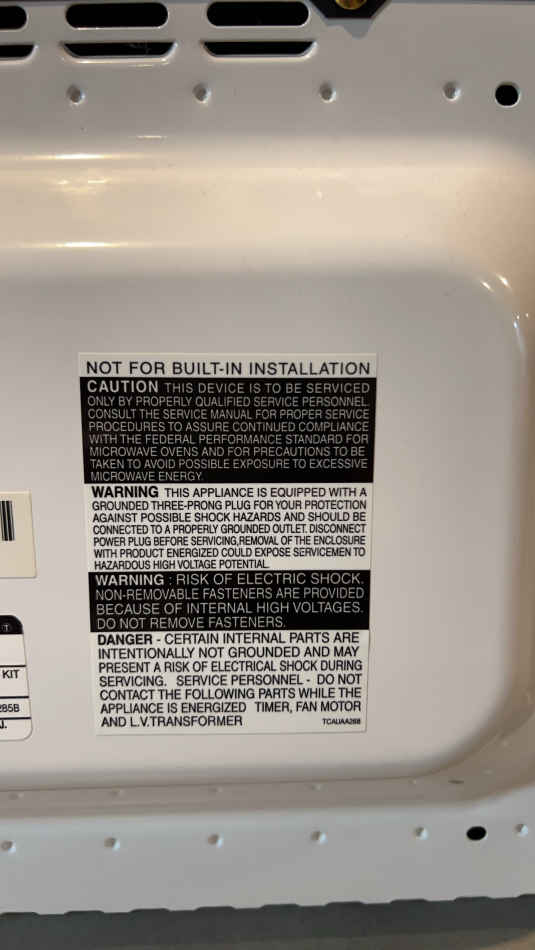 NOT FOR BUILT-IN INSTALLATION
CAUTION THIS DEVICE IS TO BE SERVICED
ONLY BY PROPERLY QUALIFIED SERVICE PERSONNEL.
CONSULT THE SERVICE MANUAL FOR PROPER SERVICE
PROCEDURES TO ASSURE CONTINUED COMPLIANCE
WITH THE FEDERAL PERFORMANCE STANDARD FOR
MICROWAVE OVENS AND FOR PRECAUTIONS TO BE
TAKEN TO AVOID POSSIBLE EXPOSURE TO EXCESSIVE
MICROWAVE ENERGY.
WARNING THIS APPLIANCE IS EQUIPPED WITH A
GROUNDED THREE-PRONG PLUG FOR YOUR PROTECTION
AGAINST POSSIBLE SHOCK HAZARDS AND SHOULD BE
CONNECTED TO A PROPERLY GROUNDED OUTLET. DISCONNECT
POWER PLUG BEFORE SERVICING,REMOVAL OF THE ENCLOSURE
WITH PRODUCT ENERGIZED COULD EXPOSE SERVICEMEN TO
HAZARDOUS HIGH VOLTAGE POTENTIAL.
WARNING : RISK OF ELECTRIC SHOCK.
NON-REMOVABLE FASTENERS ARE PROVIDED
BECAUSE OF INTERNAL HIGH VOLTAGES.
DO NOT REMOVE FASTENERS.
DANGER - CERTAIN INTERNAL PARTS ARE
INTENTIONALLY NOT GROUNDED AND MAY
PRESENT A RISK OF ELECTRICAL SHOCK DURING
SERVICING. SERVICE PERSONNEL - DO NOT
CONTACT THE FOLLOWING PARTS WHILE THE
APPLIANCE IS ENERGIZED TIMER, FAN MOTOR
AND L.V.TRANSFORMER
TCAUAA268
KIT
285B